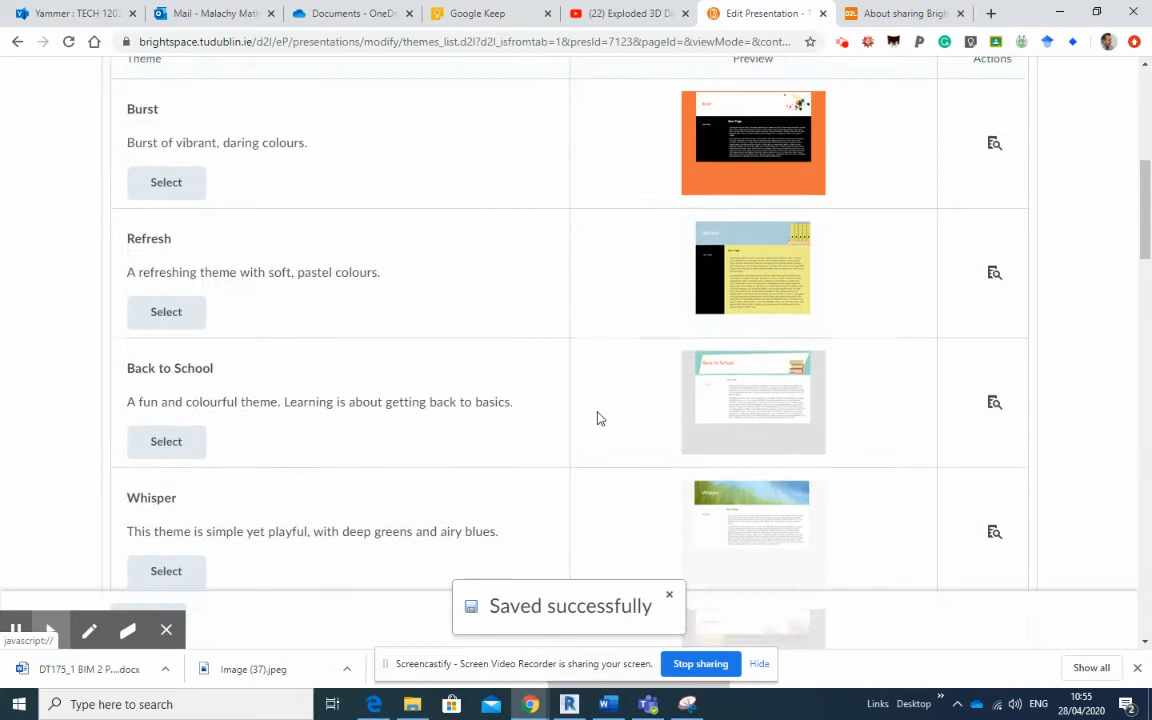 Yammer : TECH 120
Mail - Malachy Math
Documents - OneDr
Google Keep
(22) Exploded 3D Di
Edit Presentation - T
About sharing Brigh
brightspace.tudublin.ie/d2l/eP/presentations/modify/themes_list.d2l?d2l_isfromtab=1&presId=7123&pageId=&viewMode=&cont...
Theme Preview Actions
Burst
Burst of vibrant, daring colours.
Select
Refresh
A refreshing theme with soft, pastel colours.
Select
Back to School
A fun and colourful theme. Learning is about getting back to basics.
Select
Back to School
Whisper
This theme is simple yet playful, with deep greens and airy blues.
Select
Saved successfully
javascript://
DT175_1 BIM 2 P....docx
Image (37).jpeg
Screencastify - Screen Video Recorder is sharing your screen.
Stop sharing
Hide
Show all
Type here to search
Links
Desktop
ENG
10:55
28/04/2020
2